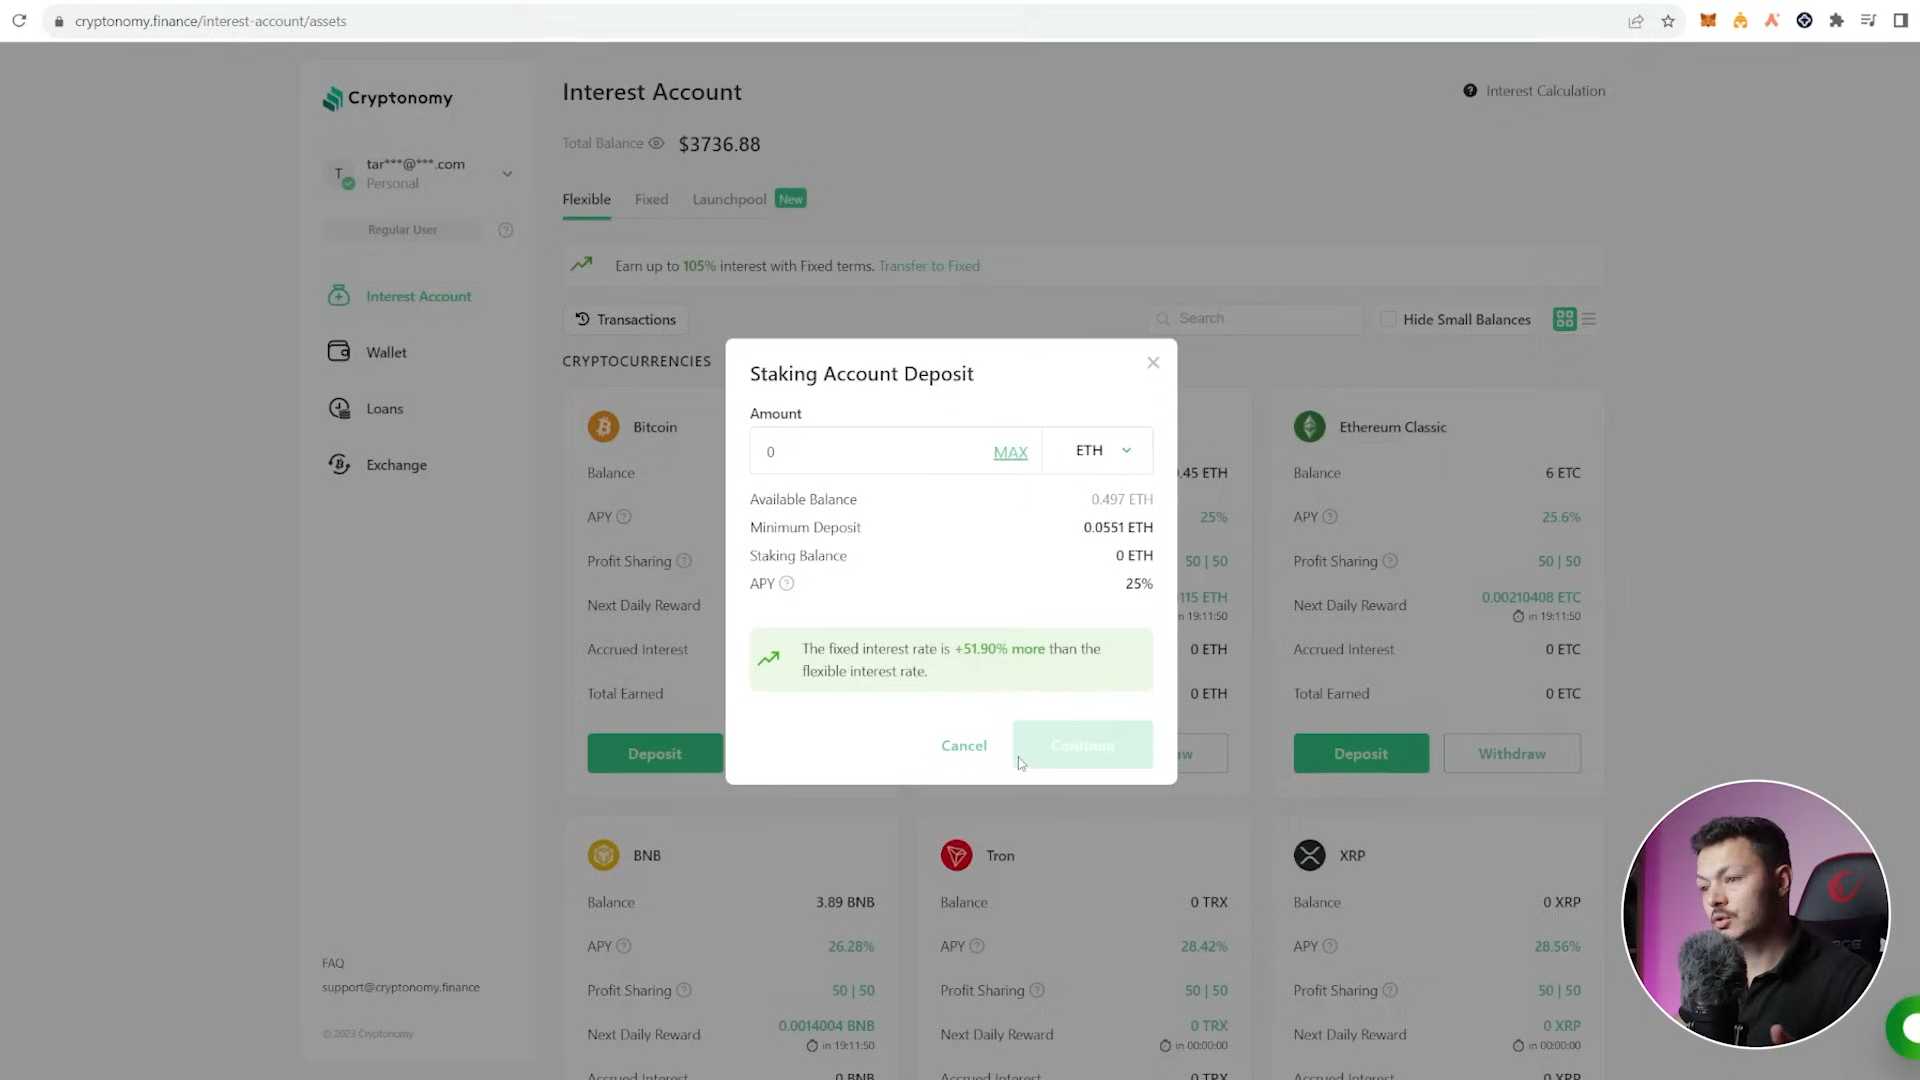 cryptonomy.finance/interest-account/assets
Cryptonomy
T
tar***@***.com
Personal
Regular User
Interest Account
Wallet
Loans
Exchange
FAQ
support@cryptonomy.finance
© 2023 Cryptonomy
Interest Account
Interest Calculation
Total Balance $3736.88
Flexible Fixed Launchpool New
Earn up to 105% interest with Fixed terms. Transfer to Fixed
Transactions
Search
Hide Small Balances
CRYPTOCURRENCIES
Bitcoin
Balance
APY
Profit Sharing
Next Daily Reward
Accrued Interest
Total Earned
Deposit
Staking Account Deposit
Amount
0 MAX ETH
Available Balance 0.497 ETH
Minimum Deposit 0.0551 ETH
Staking Balance 0 ETH
APY 25%
The fixed interest rate is +51.90% more than the
flexible interest rate.
Cancel Continue
.45 ETH
25%
50 | 50
115 ETH
in 19:11:50
0 ETH
0 ETH
Ethereum Classic
Balance 6 ETC
APY 25.6%
Profit Sharing 50 | 50
Next Daily Reward 0.00210408 ETC
in 19:11:50
Accrued Interest 0 ETC
Total Earned 0 ETC
Deposit Withdraw
BNB
Balance 3.89 BNB
APY 26.28%
Profit Sharing 50 | 50
Next Daily Reward 0.0014004 BNB
in 19:11:50
Accrued Interest 0 BNB
Tron
Balance 0 TRX
APY 28.42%
Profit Sharing 50 | 50
Next Daily Reward 0 TRX
in 00:00:00
Accrued Interest 0 TRX
XRP
Balance 0 XRP
APY 28.56%
Profit Sharing 50 | 50
Next Daily Reward 0 XRP
in 00:00:00
Accrued Interest 0 XRP